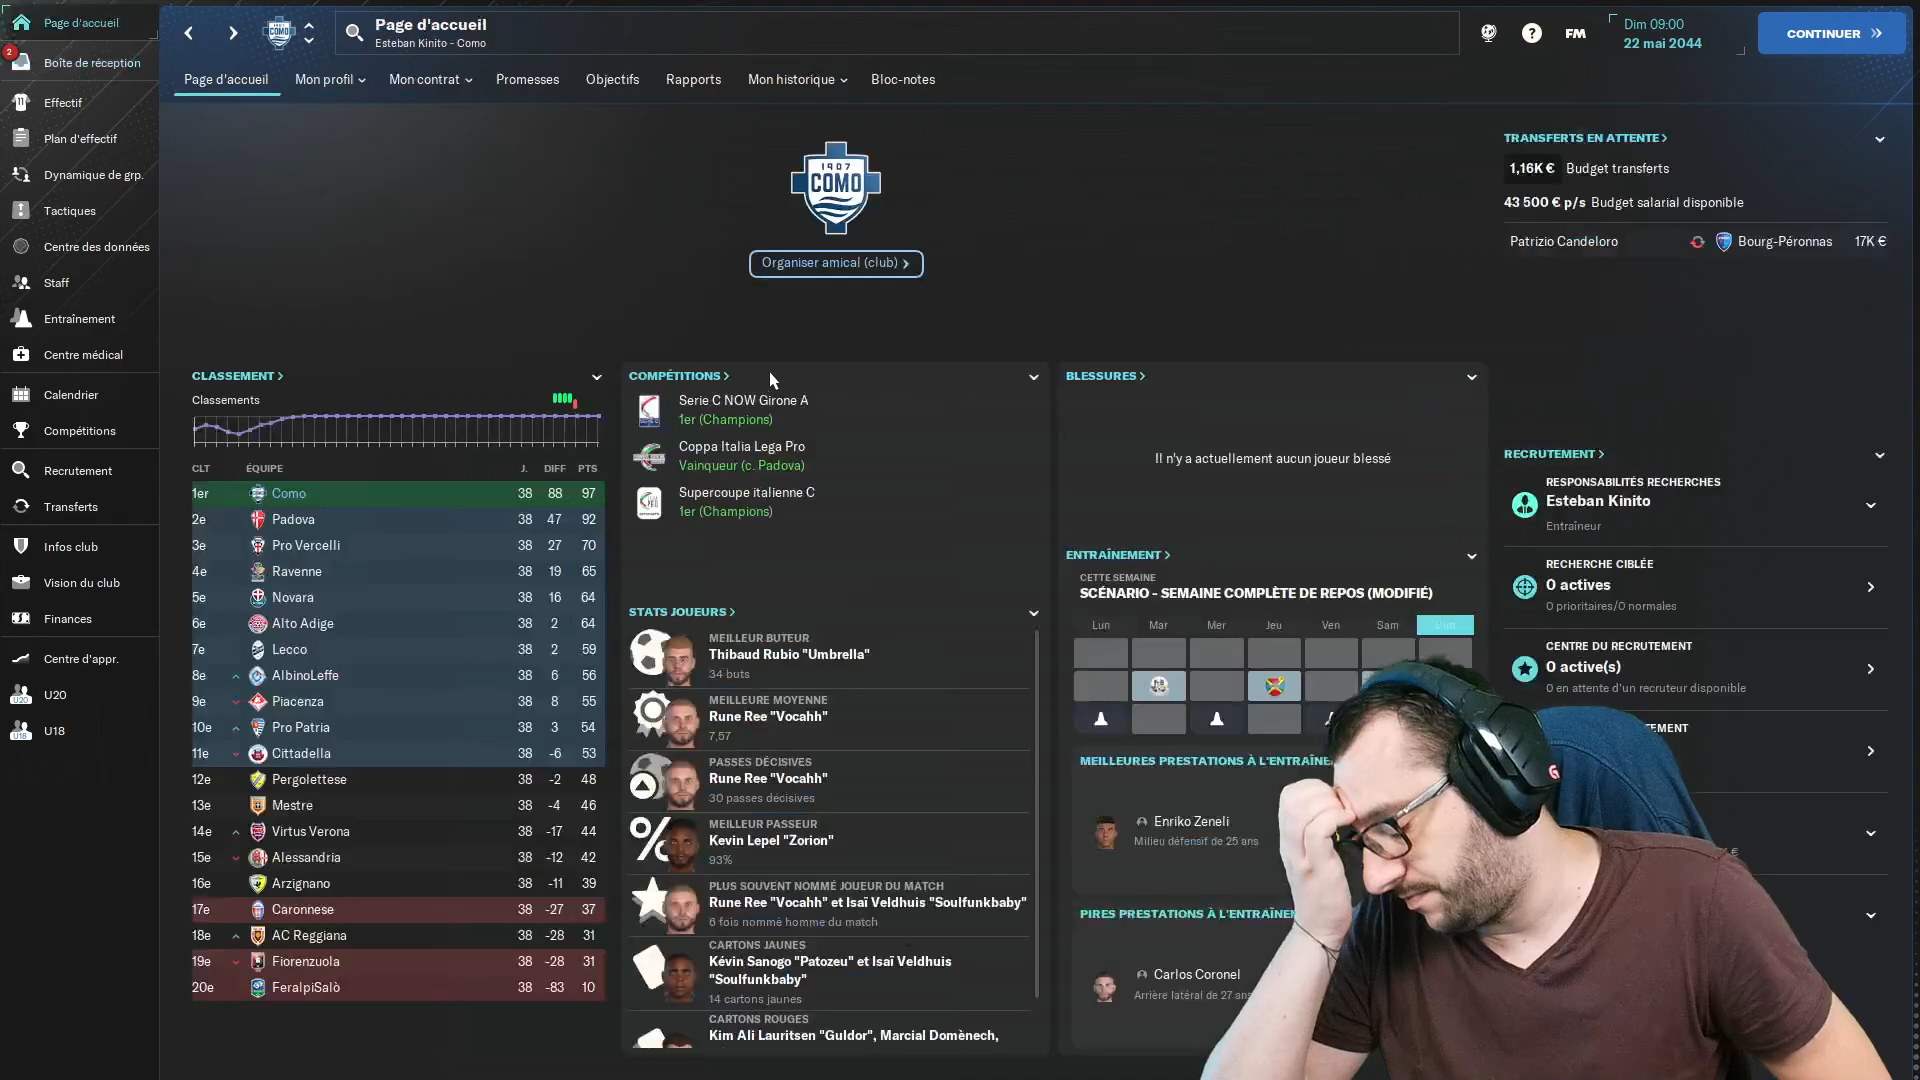 Page d'accueil
2
Boîte de réception
Effectif
Plan d'effectif
Dynamique de grp.
Tactiques
Centre des données
Staff
Entraînement
Centre médical
Calendrier
Compétitions
Recrutement
Transferts
Infos club
Vision du club
Finances
Centre d'appr.
U20
U18
Page d'accueil
Esteban Kinito - Como
FM
Dim 09:00
22 mai 2044
CONTINUER
Page d'accueil Mon profil Mon contrat Promesses Objectifs Rapports Mon historique Bloc-notes
1907
COMO
Organiser amical (club)
TRANSFERTS EN ATTENTE
1,16K € Budget transferts
43 500 € p/s Budget salarial disponible
Patrizio Candeloro Bourg-Péronnas 17K €
CLASSEMENT
Classements
CLT ÉQUIPE J. DIFF PTS
1er Como 38 88 97
2e Padova 38 47 92
3e Pro Vercelli 38 27 70
4e Ravenne 38 19 65
5e Novara 38 16 64
6e Alto Adige 38 2 64
7e Lecco 38 2 59
8e AlbinoLeffe 38 6 56
9e Piacenza 38 8 55
10e Pro Patria 38 3 54
11e Cittadella 38 -6 53
12e Pergolettese 38 -2 48
13e Mestre 38 -4 46
14e Virtus Verona 38 -17 44
15e Alessandria 38 -12 42
16e Arzignano 38 -11 39
17e Caronnese 38 -27 37
18e AC Reggiana 38 -28 31
19e Fiorenzuola 38 -28 31
20e FeralpiSalò 38 -83 10
COMPÉTITIONS
Serie C NOW Girone A
1er (Champions)
Coppa Italia Lega Pro
Vainqueur (c. Padova)
Supercoupe italienne C
1er (Champions)
STATS JOUEURS
MEILLEUR BUTEUR
Thibaud Rubio "Umbrella"
34 buts
MEILLEURE MOYENNE
Rune Ree "Vocahh"
7,57
PASSES DÉCISIVES
Rune Ree "Vocahh"
30 passes décisives
MEILLEUR PASSEUR
Kevin Lepel "Zorion"
93%
PLUS SOUVENT NOMMÉ JOUEUR DU MATCH
Rune Ree "Vocahh" et Isaï Veldhuis "Soulfunkbaby"
6 fois nommé homme du match
CARTONS JAUNES
Kévin Sanogo "Patozeu" et Isaï Veldhuis
"Soulfunkbaby"
14 cartons jaunes
CARTONS ROUGES
Kim Ali Lauritsen "Guldor", Marcial Domènech,
BLESSURES
Il n'y a actuellement aucun joueur blessé
ENTRAÎNEMENT
CETTE SEMAINE
SCÉNARIO - SEMAINE COMPLÈTE DE REPOS (MODIFIÉ)
Lun Mar Mer Jeu Ven Sam Dim
MEILLEURES PRESTATIONS À L'ENTRAÎNE
Enriko Zeneli
Milieu défensif de 25 ans
PIRES PRESTATIONS À L'ENTRAÎNE
Carlos Coronel
Arrière latéral de 27 ans
RECRUTEMENT
RESPONSABILITÉS RECHERCHES
Esteban Kinito
Entraîneur
RECHERCHE CIBLÉE
0 actives
0 prioritaires/0 normales
CENTRE DU RECRUTEMENT
0 active(s)
0 en attente d'un recruteur disponible
TEMENT
€